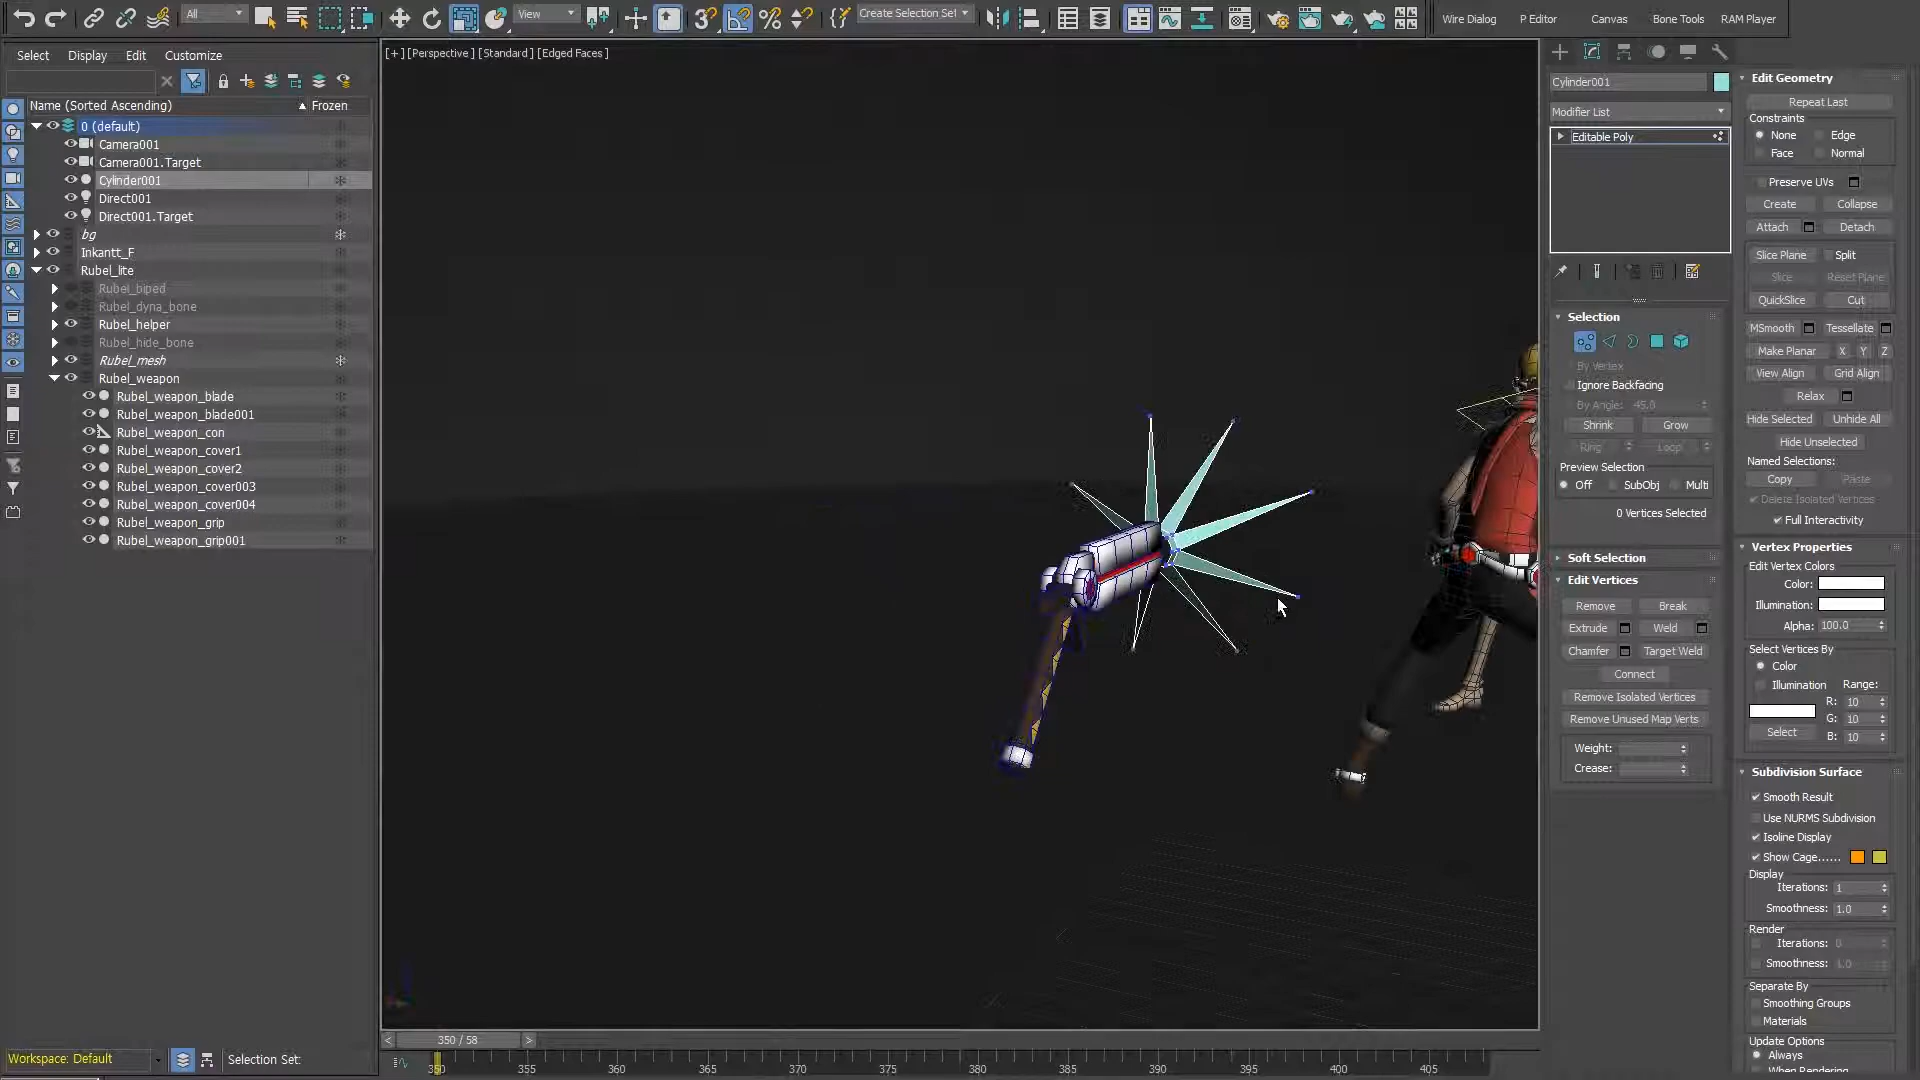 All
View
3
Create Selection Set
Wire Dialog
P Editor
Canvas
Bone Tools
RAM Player
Select
Display
Edit
Customize
Name (Sorted Ascending)
Frozen
0 (default)
Camera001
Camera001.Target
Cylinder001
Direct001
Direct001.Target
bg
Inkantt_F
Rubel_lite
Rubel_biped
Rubel_dyna_bone
Rubel_helper
Rubel_hide_bone
Rubel_mesh
Rubel_weapon
Rubel_weapon_blade
Rubel_weapon_blade001
Rubel_weapon_con
Rubel_weapon_cover1
Rubel_weapon_cover2
Rubel_weapon_cover003
Rubel_weapon_cover004
Rubel_weapon_grip
Rubel_weapon_grip001
Workspace: Default
Selection Set:
[+] [Perspective] [Standard] [Edged Faces]
< 350 / 58 >
350 355 360 365 370 375 380 385 390 395 400 405
Cylinder001
Modifier List
Editable Poly
Selection
By Vertex
Ignore Backfacing
By Angle: 45.0
Shrink Grow
Ring Loop
Preview Selection
Off SubObj Multi
0 Vertices Selected
Soft Selection
Edit Vertices
Remove Break
Extrude Weld
Chamfer Target Weld
Connect
Remove Isolated Vertices
Remove Unused Map Verts
Weight:
Crease:
Edit Geometry
Repeat Last
Constraints
None Edge
Face Normal
Preserve UVs
Create Collapse
Attach Detach
Slice Plane Split
Slice Reset Plane
QuickSlice Cut
MSmooth Tessellate
Make Planar X Y Z
View Align Grid Align
Relax
Hide Selected Unhide All
Hide Unselected
Named Selections:
Copy Paste
Delete Isolated Vertices
Full Interactivity
Vertex Properties
Edit Vertex Colors
Color:
Illumination:
Alpha: 100.0
Select Vertices By
Color
Illumination Range:
R: 10
G: 10
B: 10
Select
Subdivision Surface
Smooth Result
Use NURMS Subdivision
Isoline Display
Show Cage......
Display
Iterations: 1
Smoothness: 1.0
Render
Iterations: 0
Smoothness: 1.0
Separate By
Smoothing Groups
Materials
Update Options
Always
When Rendering